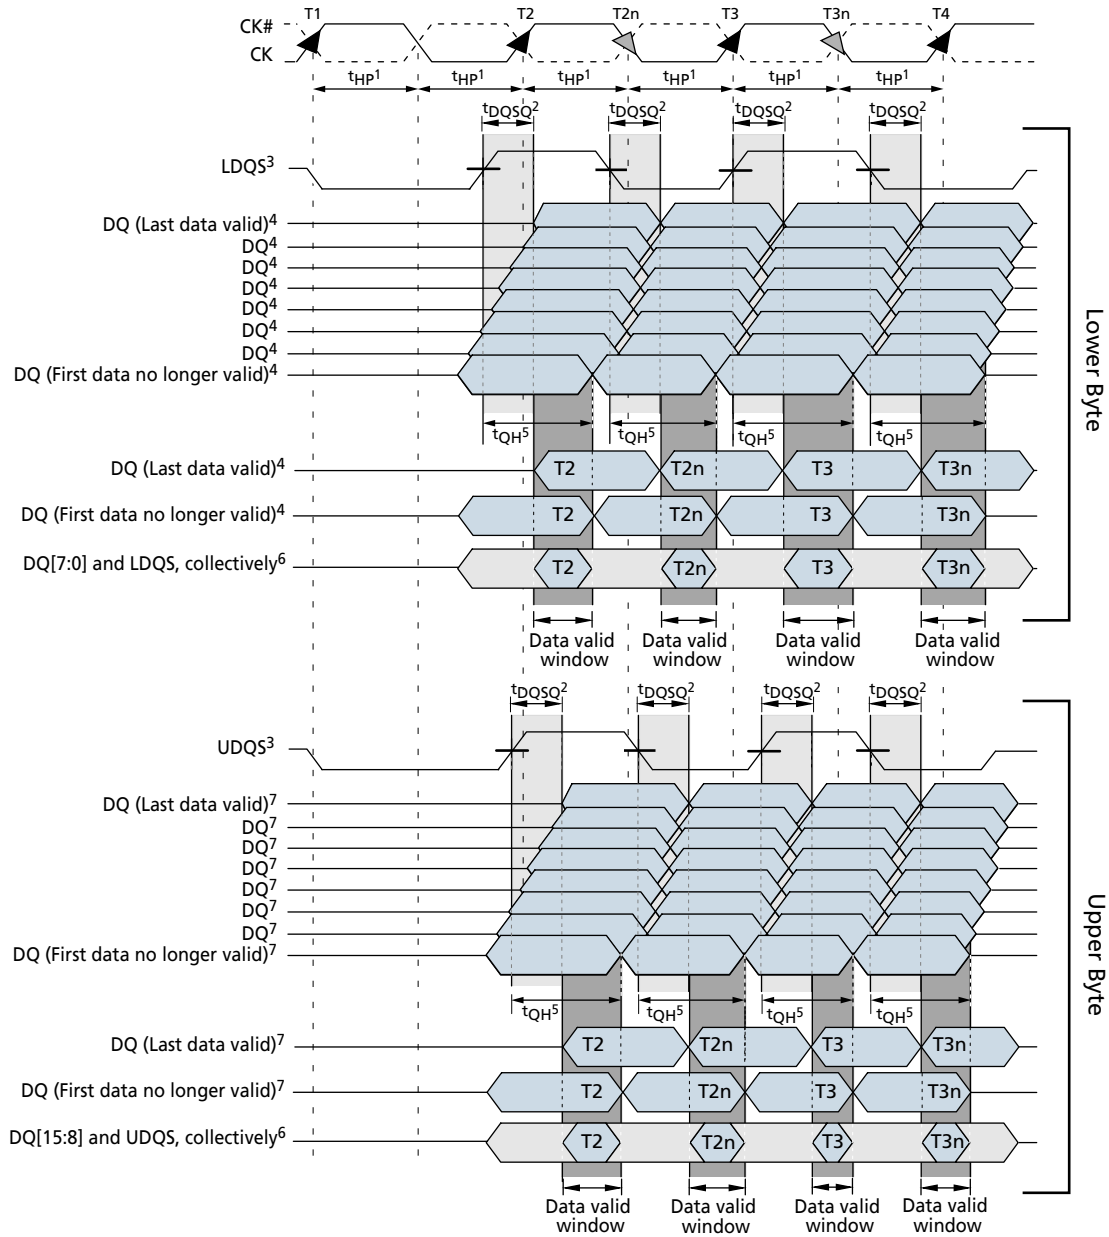 T1 T2 T2n T3 T3n T4
CK#
CK
tHP1 tHP1 tHP1 tHP1 tHP1 tHP1
tDQSQ2 tDQSQ2 tDQSQ2 tDQSQ2
LDQS3
DQ (Last data valid)4
DQ4
DQ4
DQ4
DQ4
DQ4
DQ4
DQ (First data no longer valid)4
Lower Byte
tQH5 tQH5 tQH5 tQH5
DQ (Last data valid)4 T2 T2n T3 T3n
DQ (First data no longer valid)4 T2 T2n T3 T3n
DQ[7:0] and LDQS, collectively6 T2 T2n T3 T3n
Data valid window Data valid window Data valid window Data valid window
tDQSQ2 tDQSQ2 tDQSQ2 tDQSQ2
UDQS3
DQ (Last data valid)7
DQ7
DQ7
DQ7
DQ7
DQ7
DQ7
DQ (First data no longer valid)7
Upper Byte
tQH5 tQH5 tQH5 tQH5
DQ (Last data valid)7 T2 T2n T3 T3n
DQ (First data no longer valid)7 T2 T2n T3 T3n
DQ[15:8] and UDQS, collectively6 T2 T2n T3 T3n
Data valid window Data valid window Data valid window Data valid window